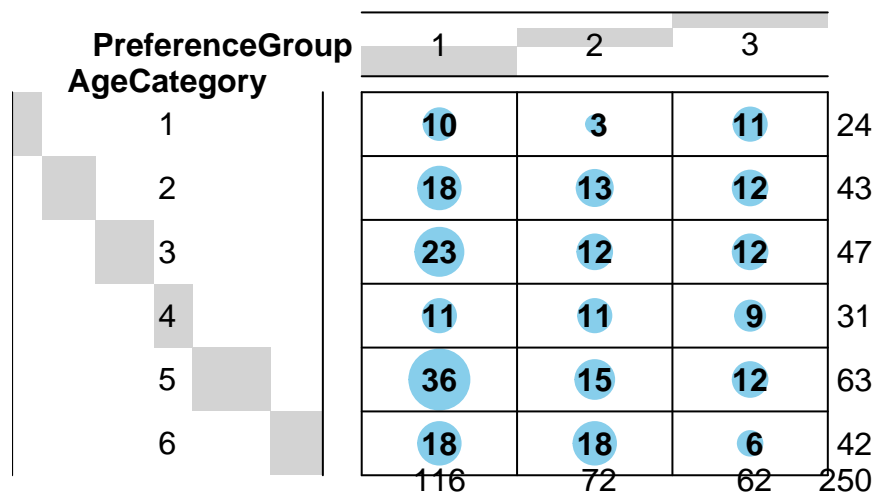 PreferenceGroup 1 2 3
AgeCategory
1 10 3 11 24
2 18 13 12 43
3 23 12 12 47
4 11 11 9 31
5 36 15 12 63
6 18 18 6 42
116 72 62 250